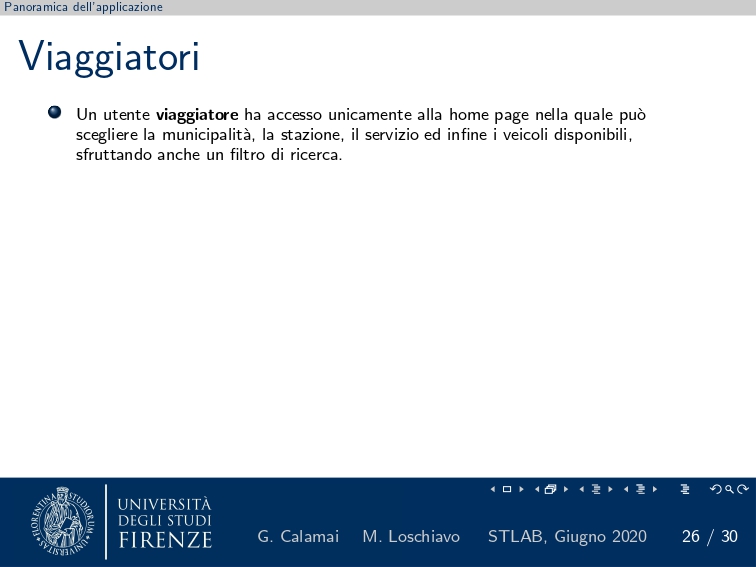 Panoramica dell'applicazione
Viaggiatori
Un utente viaggiatore ha accesso unicamente alla home page nella quale può
scegliere la municipalità, la stazione, il servizio ed infine i veicoli disponibili,
sfruttando anche un filtro di ricerca.
FLORENTINA STUDIORUM UNIVERSITAS
UNIVERSITÀ
DEGLI STUDI
FIRENZE
G. Calamai M. Loschiavo STLAB, Giugno 2020 26 / 30